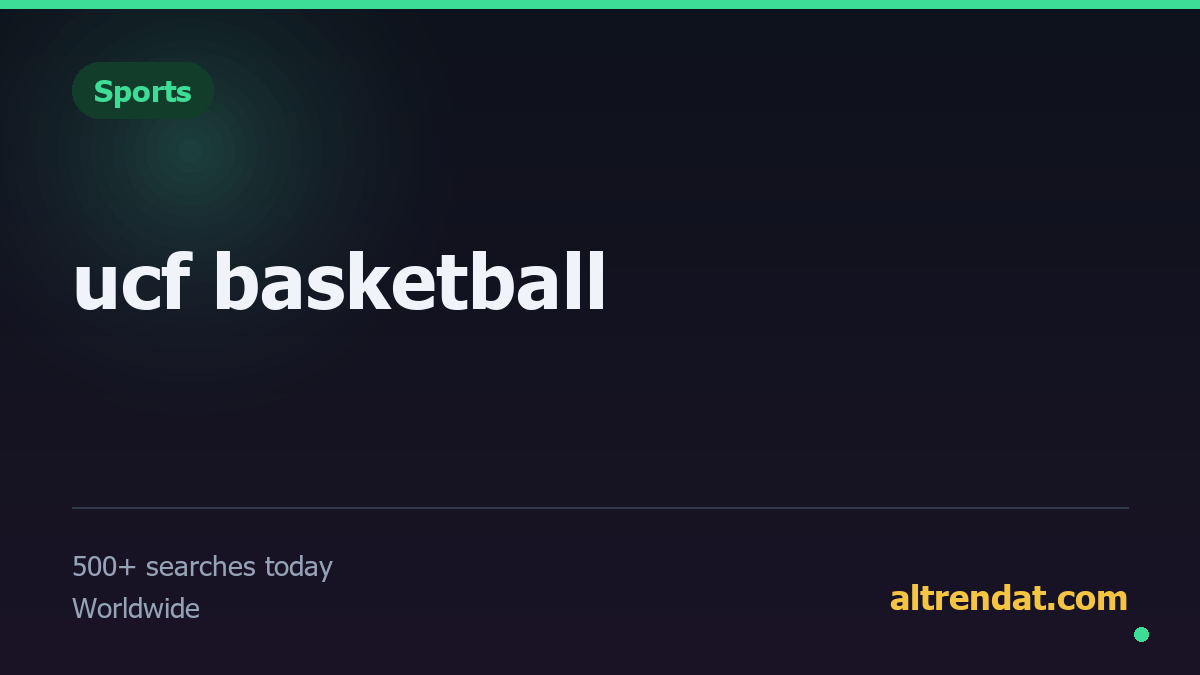 Sports
ucf basketball
500+ searches today
Worldwide
altrendat.com